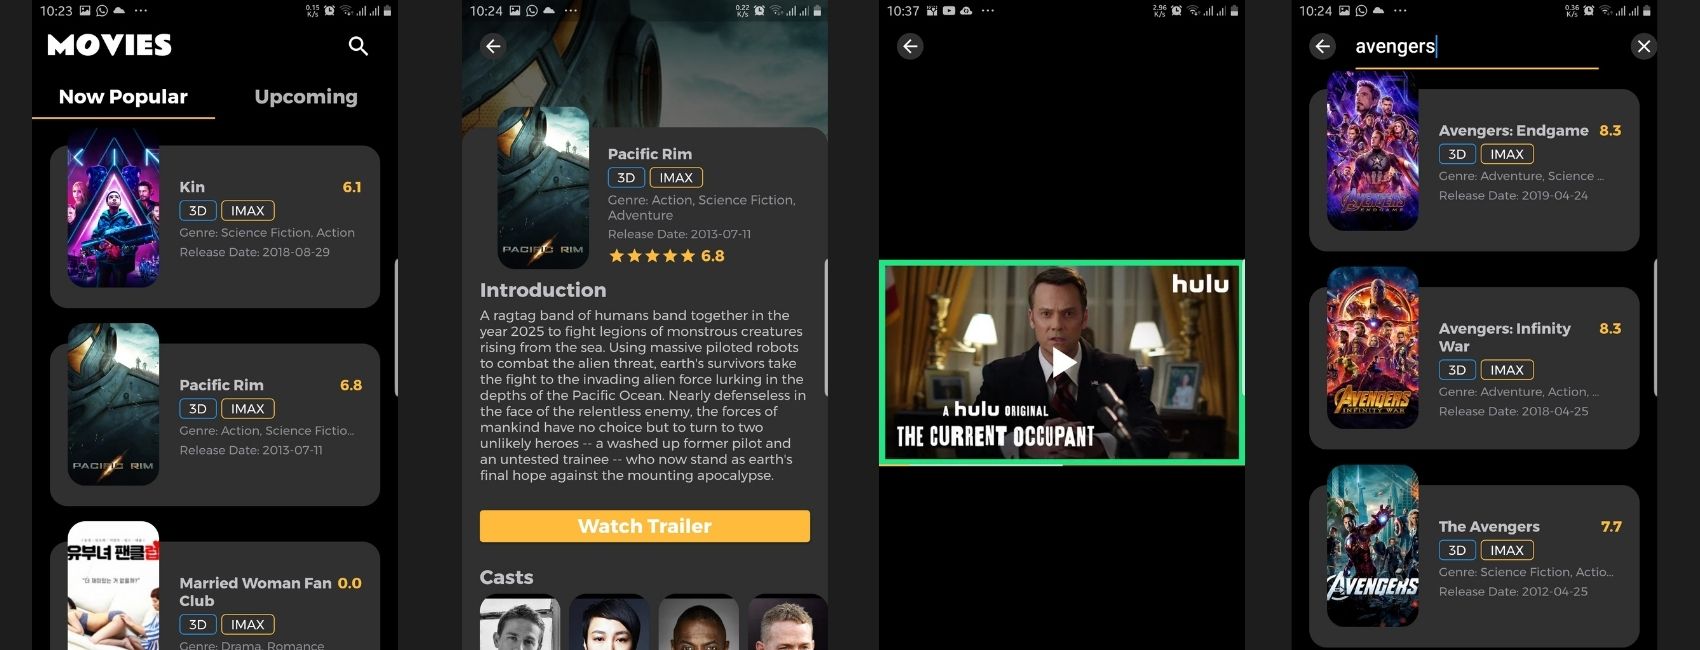 10:23
0.15
K/s
MOVIES
Now Popular
Upcoming
KIN
Kin
6.1
3D
IMAX
Genre: Science Fiction, Action
Release Date: 2018-08-29
PACIFIC RIM
Pacific Rim
6.8
3D
IMAX
Genre: Action, Science Fictio...
Release Date: 2013-07-11
유부녀 팬클럽
Married Woman Fan
0.0
Club
3D
IMAX
Genre: Drama, Romance
10:24
0.22
K/s
PACIFIC RIM
Pacific Rim
3D
IMAX
Genre: Action, Science Fiction,
Adventure
Release Date: 2013-07-11
6.8
Introduction
A ragtag band of humans band together in the
year 2025 to fight legions of monstrous creatures
rising from the sea. Using massive piloted robots
to combat the alien threat, earth's survivors take
the fight to the invading alien force lurking in the
depths of the Pacific Ocean. Nearly defenseless in
the face of the relentless enemy, the forces of
mankind have no choice but to turn to two
unlikely heroes -- a washed up former pilot and
an untested trainee -- who now stand as earth's
final hope against the mounting apocalypse.
Watch Trailer
Casts
10:37
2.96
K/s
hulu
A hulu ORIGINAL
THE CURRENT OCCUPANT
10:24
0.36
K/s
avengers
AVENGERS
ENDGAME
Avengers: Endgame
8.3
3D
IMAX
Genre: Adventure, Science ...
Release Date: 2019-04-24
AVENGERS
INFINITY WAR
Avengers: Infinity
8.3
War
3D
IMAX
Genre: Adventure, Action, ...
Release Date: 2018-04-25
AVENGERS
The Avengers
7.7
3D
IMAX
Genre: Science Fiction, Actio...
Release Date: 2012-04-25